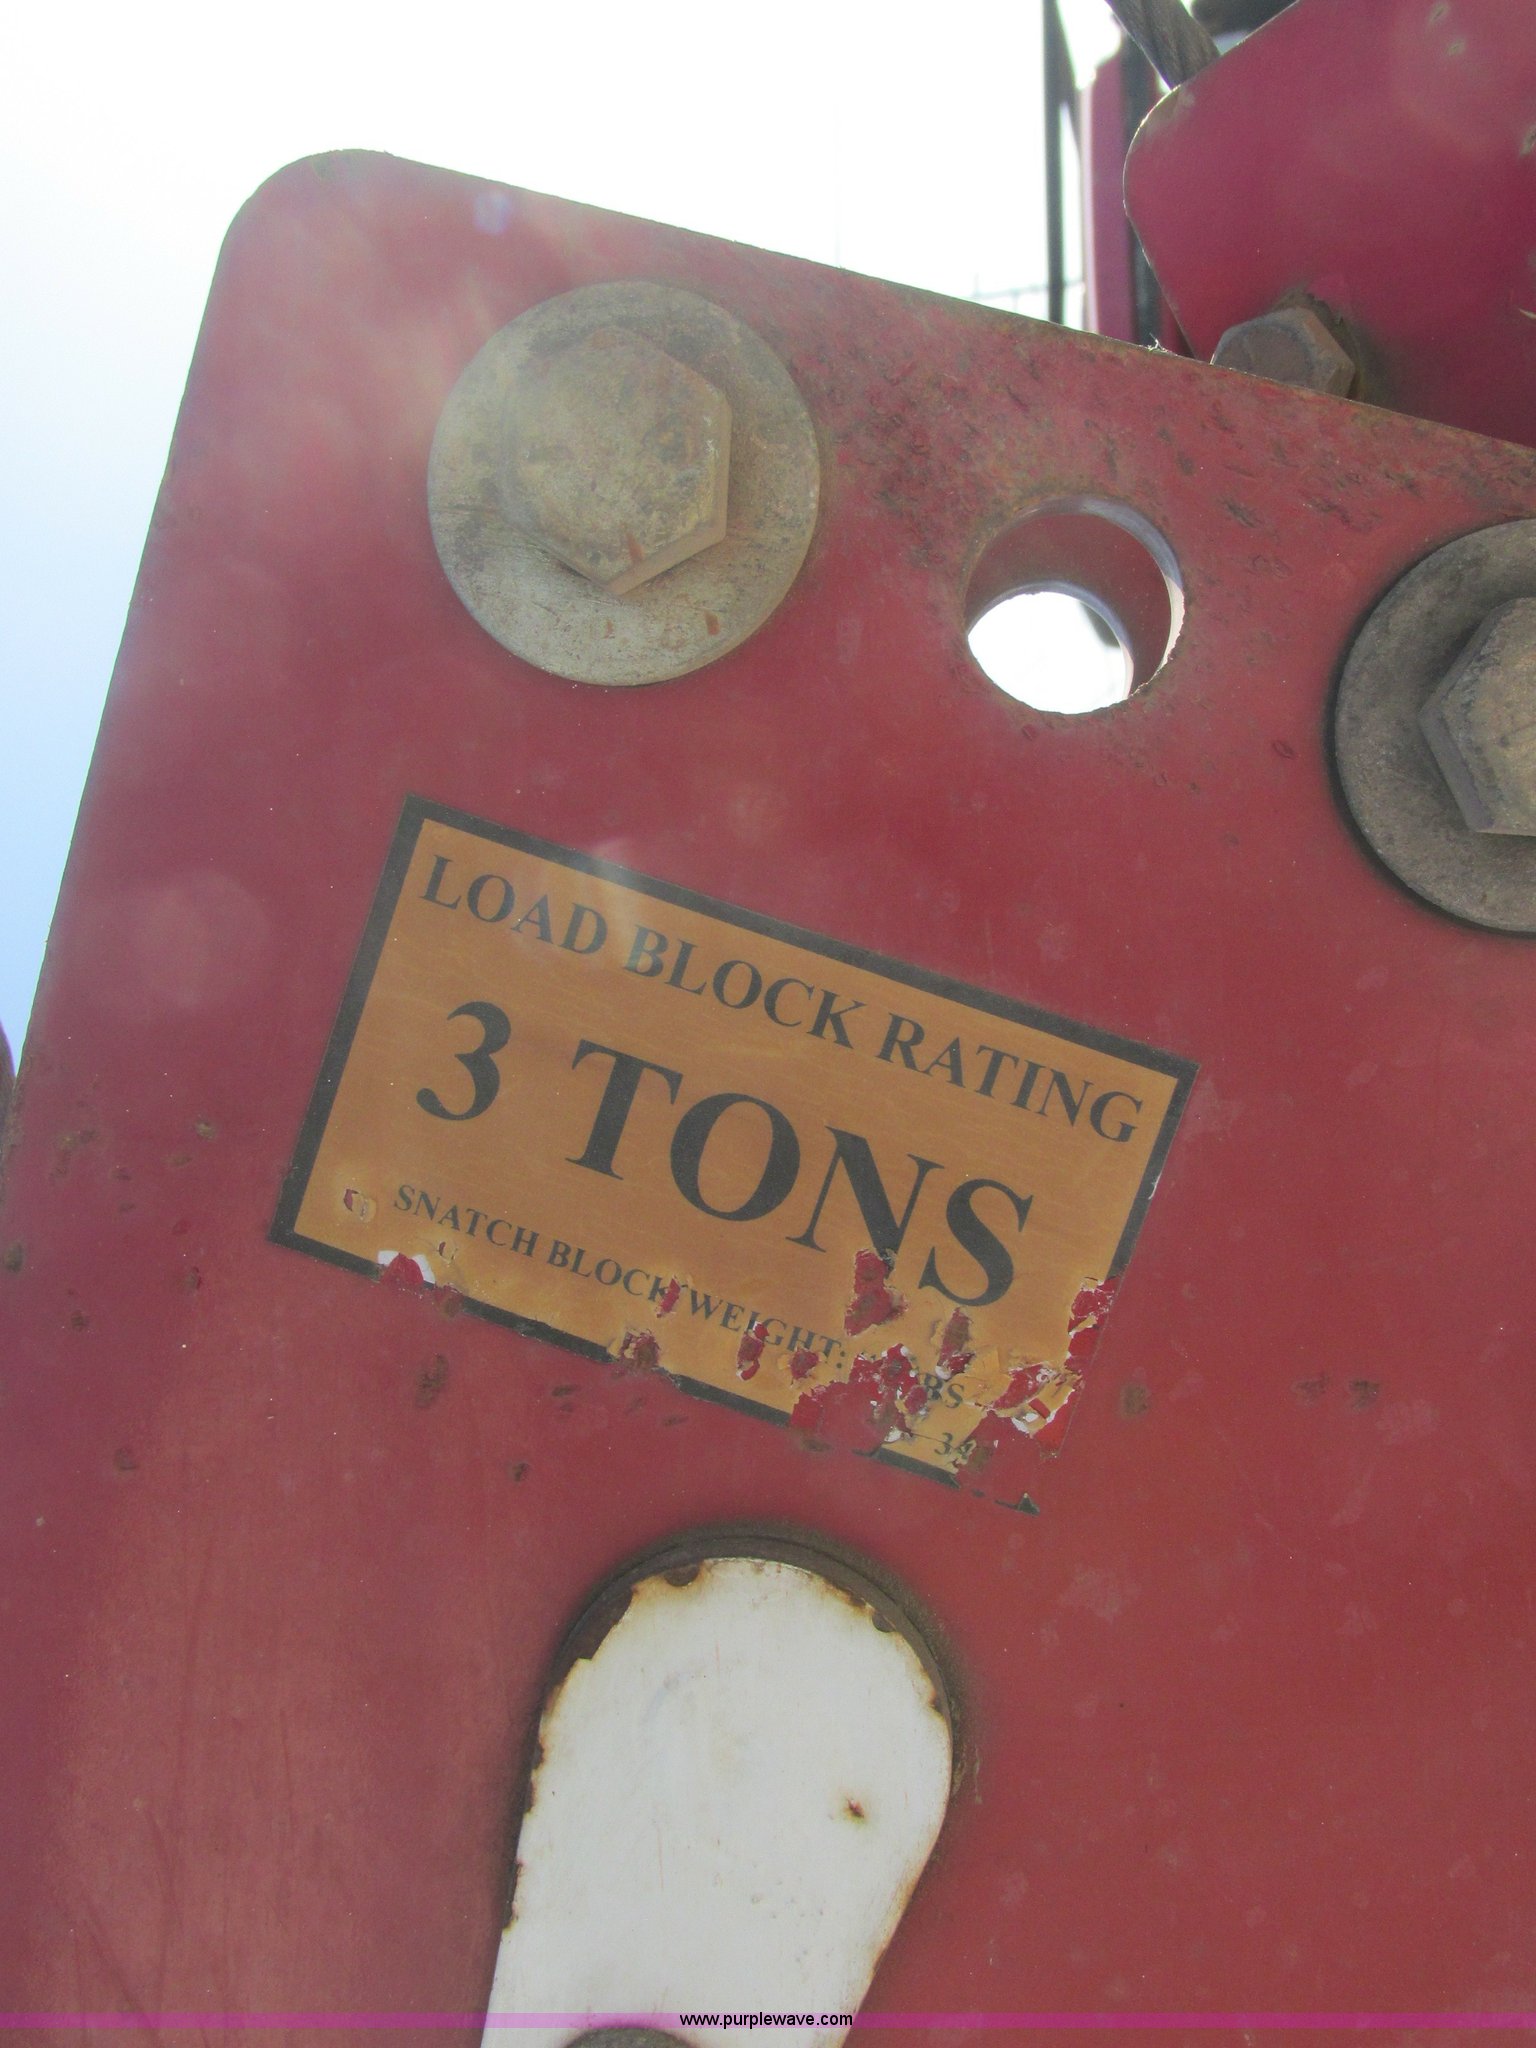 LOAD BLOCK RATING
3 TONS
SNATCH BLOCK WEIGHT:
www.purplewave.com